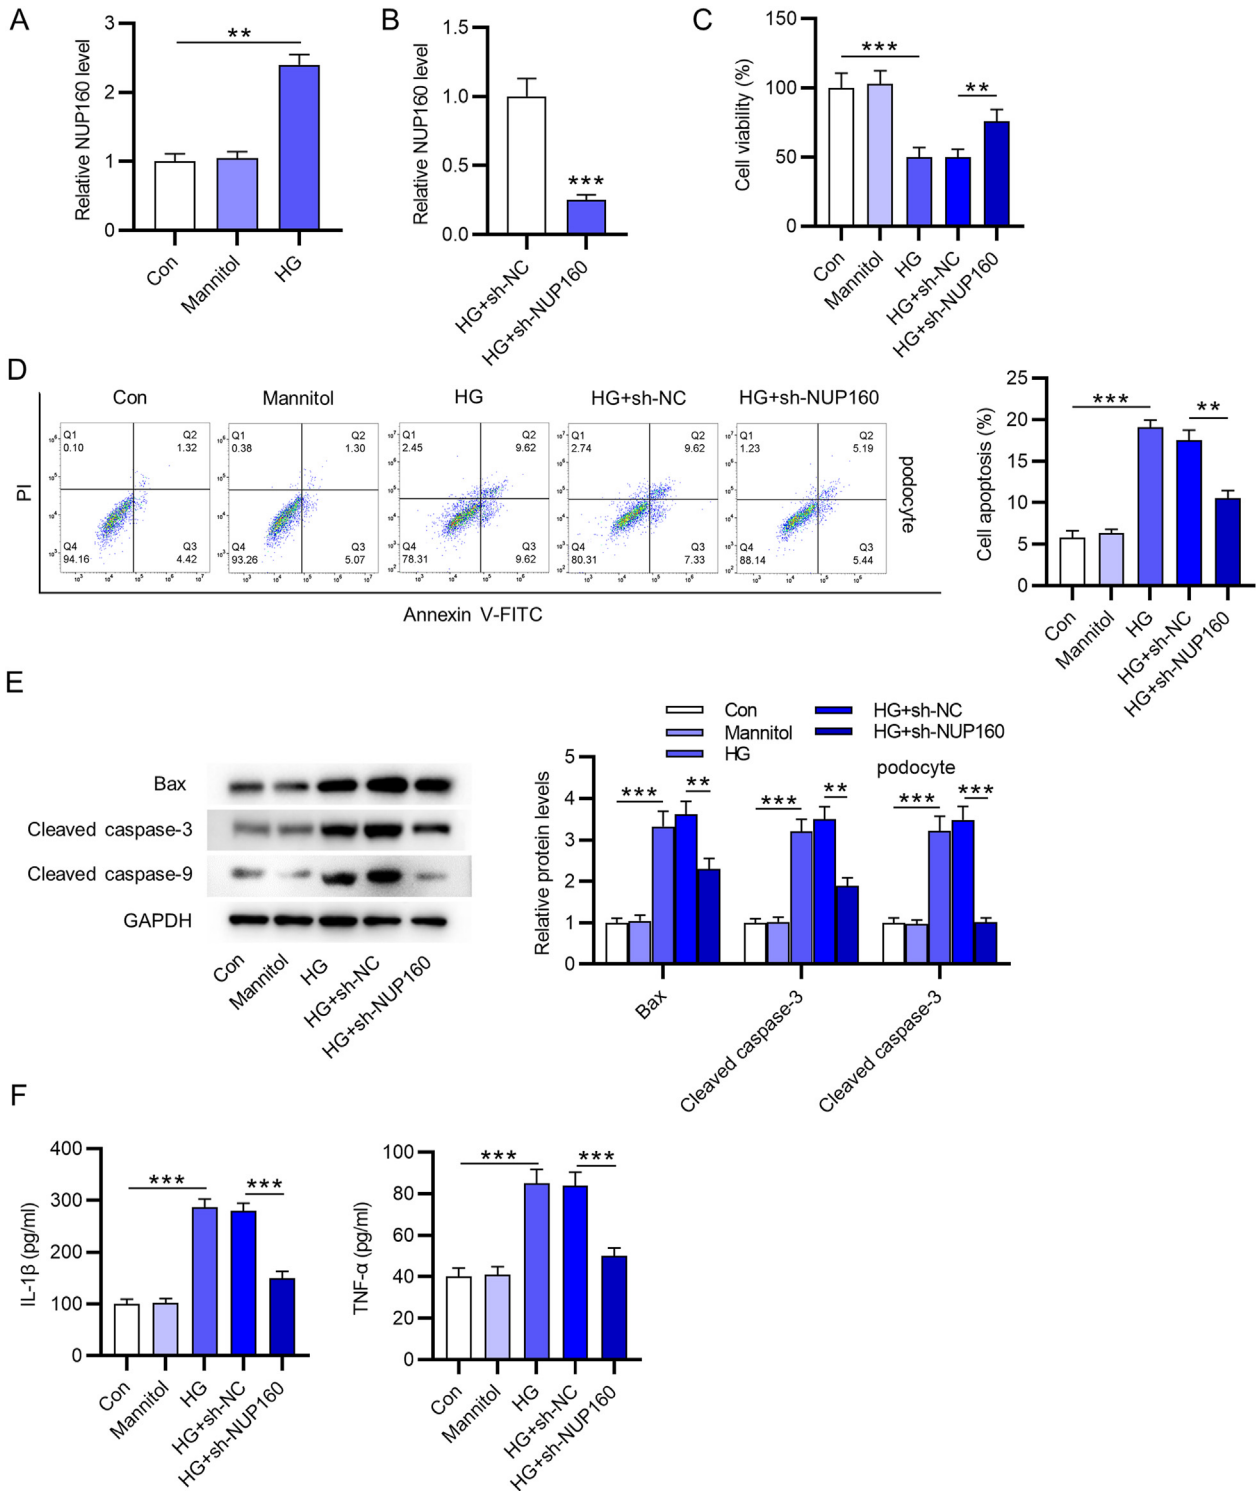 A
Relative NUP160 level
3
2
1
0
**
Con
Mannitol
HG
B
Relative NUP160 level
1.5
1.0
0.5
0.0
***
HG+sh-NC
HG+sh-NUP160
C
Cell viability (%)
150
100
50
0
***
**
Con
Mannitol
HG
HG+sh-NC
HG+sh-NUP160
D
PI
Con
Mannitol
HG
HG+sh-NC
HG+sh-NUP160
Q1
0.10
Q2
1.32
Q4
94.16
Q3
4.42
Q1
0.38
Q2
1.30
Q4
93.26
Q3
5.07
Q1
2.45
Q2
9.62
Q4
78.31
Q3
9.62
Q1
2.74
Q2
9.62
Q4
80.31
Q3
7.33
Q1
1.23
Q2
5.19
Q4
88.14
Q3
5.44
podocyte
Annexin V-FITC
Cell apoptosis (%)
25
20
15
10
5
0
***
**
Con
Mannitol
HG
HG+sh-NC
HG+sh-NUP160
E
Bax
Cleaved caspase-3
Cleaved caspase-9
GAPDH
Con
Mannitol
HG
HG+sh-NC
HG+sh-NUP160
Con
Mannitol
HG
HG+sh-NC
HG+sh-NUP160
podocyte
Relative protein levels
5
4
3
2
1
0
***
**
***
**
***
***
Bax
Cleaved caspase-3
Cleaved caspase-3
F
IL-1β (pg/ml)
400
300
200
100
0
***
***
Con
Mannitol
HG
HG+sh-NC
HG+sh-NUP160
TNF-α (pg/ml)
100
80
60
40
20
0
***
***
Con
Mannitol
HG
HG+sh-NC
HG+sh-NUP160